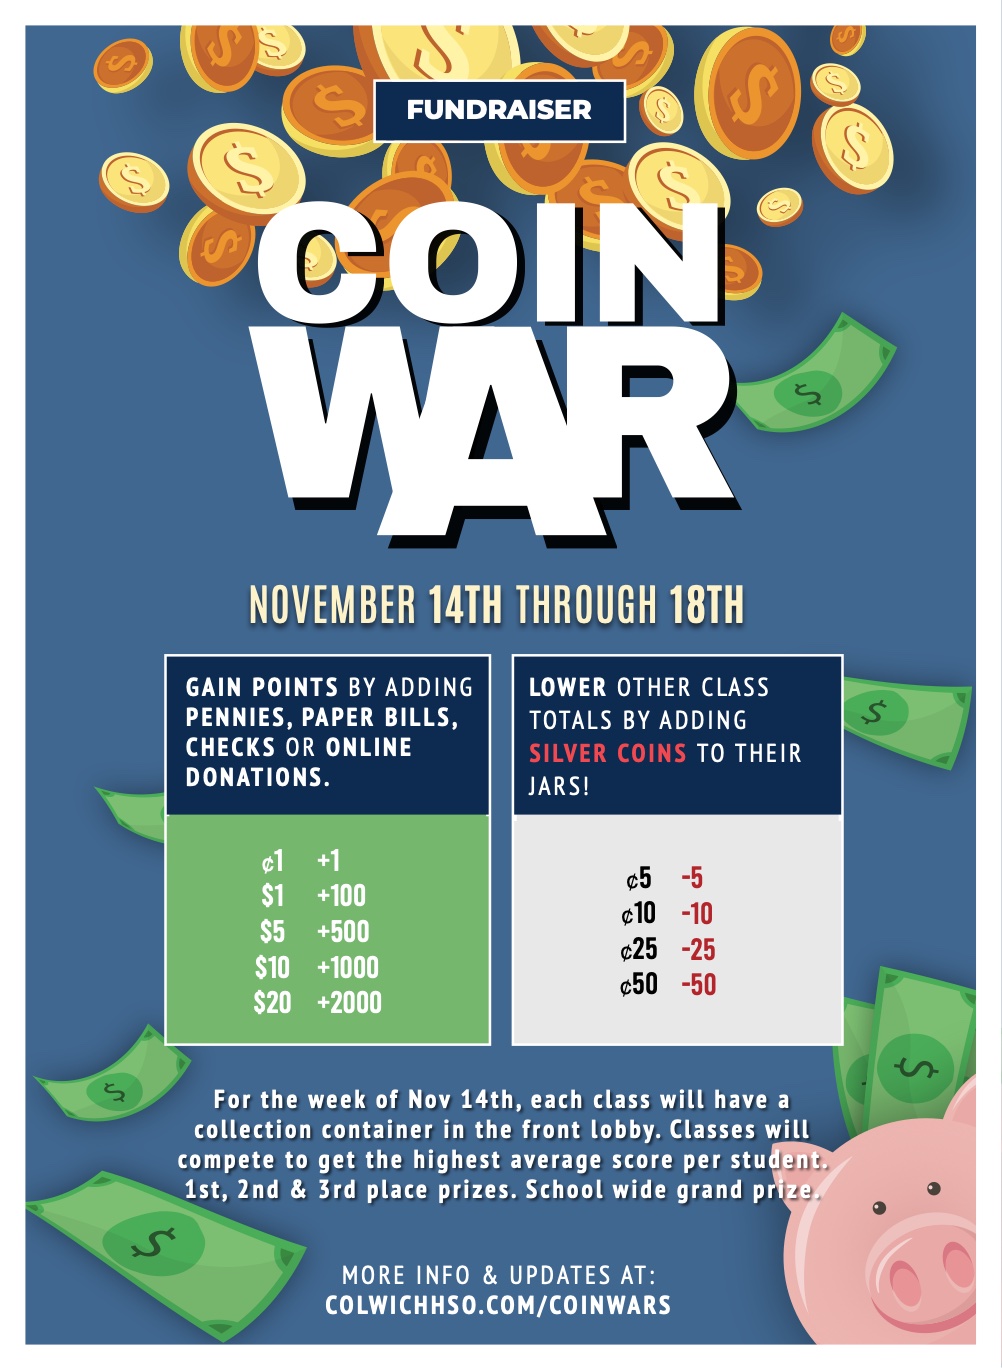 FUNDRAISER
COIN
WAR
NOVEMBER 14TH THROUGH 18TH
GAIN POINTS BY ADDING
PENNIES, PAPER BILLS,
CHECKS OR ONLINE
DONATIONS.
¢1 +1
$1 +100
$5 +500
$10 +1000
$20 +2000
LOWER OTHER CLASS
TOTALS BY ADDING
SILVER COINS TO THEIR
JARS!
¢5 -5
¢10 -10
¢25 -25
¢50 -50
For the week of Nov 14th, each class will have a
collection container in the front lobby. Classes will
compete to get the highest average score per student.
1st, 2nd & 3rd place prizes. School wide grand prize.
MORE INFO & UPDATES AT:
COLWICHHSO.COM/COINWARS